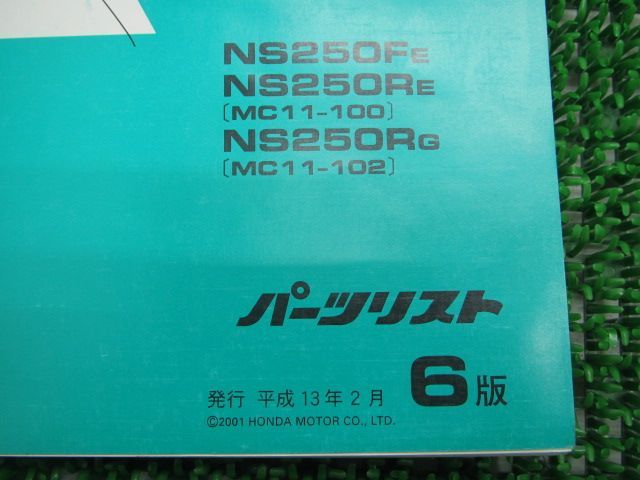 NS250FE
NS250RE
〔MC11-100〕
NS250RG
〔MC11-102〕
パーツリスト
発行 平成13年2月 6版
©2001 HONDA MOTOR CO., LTD.